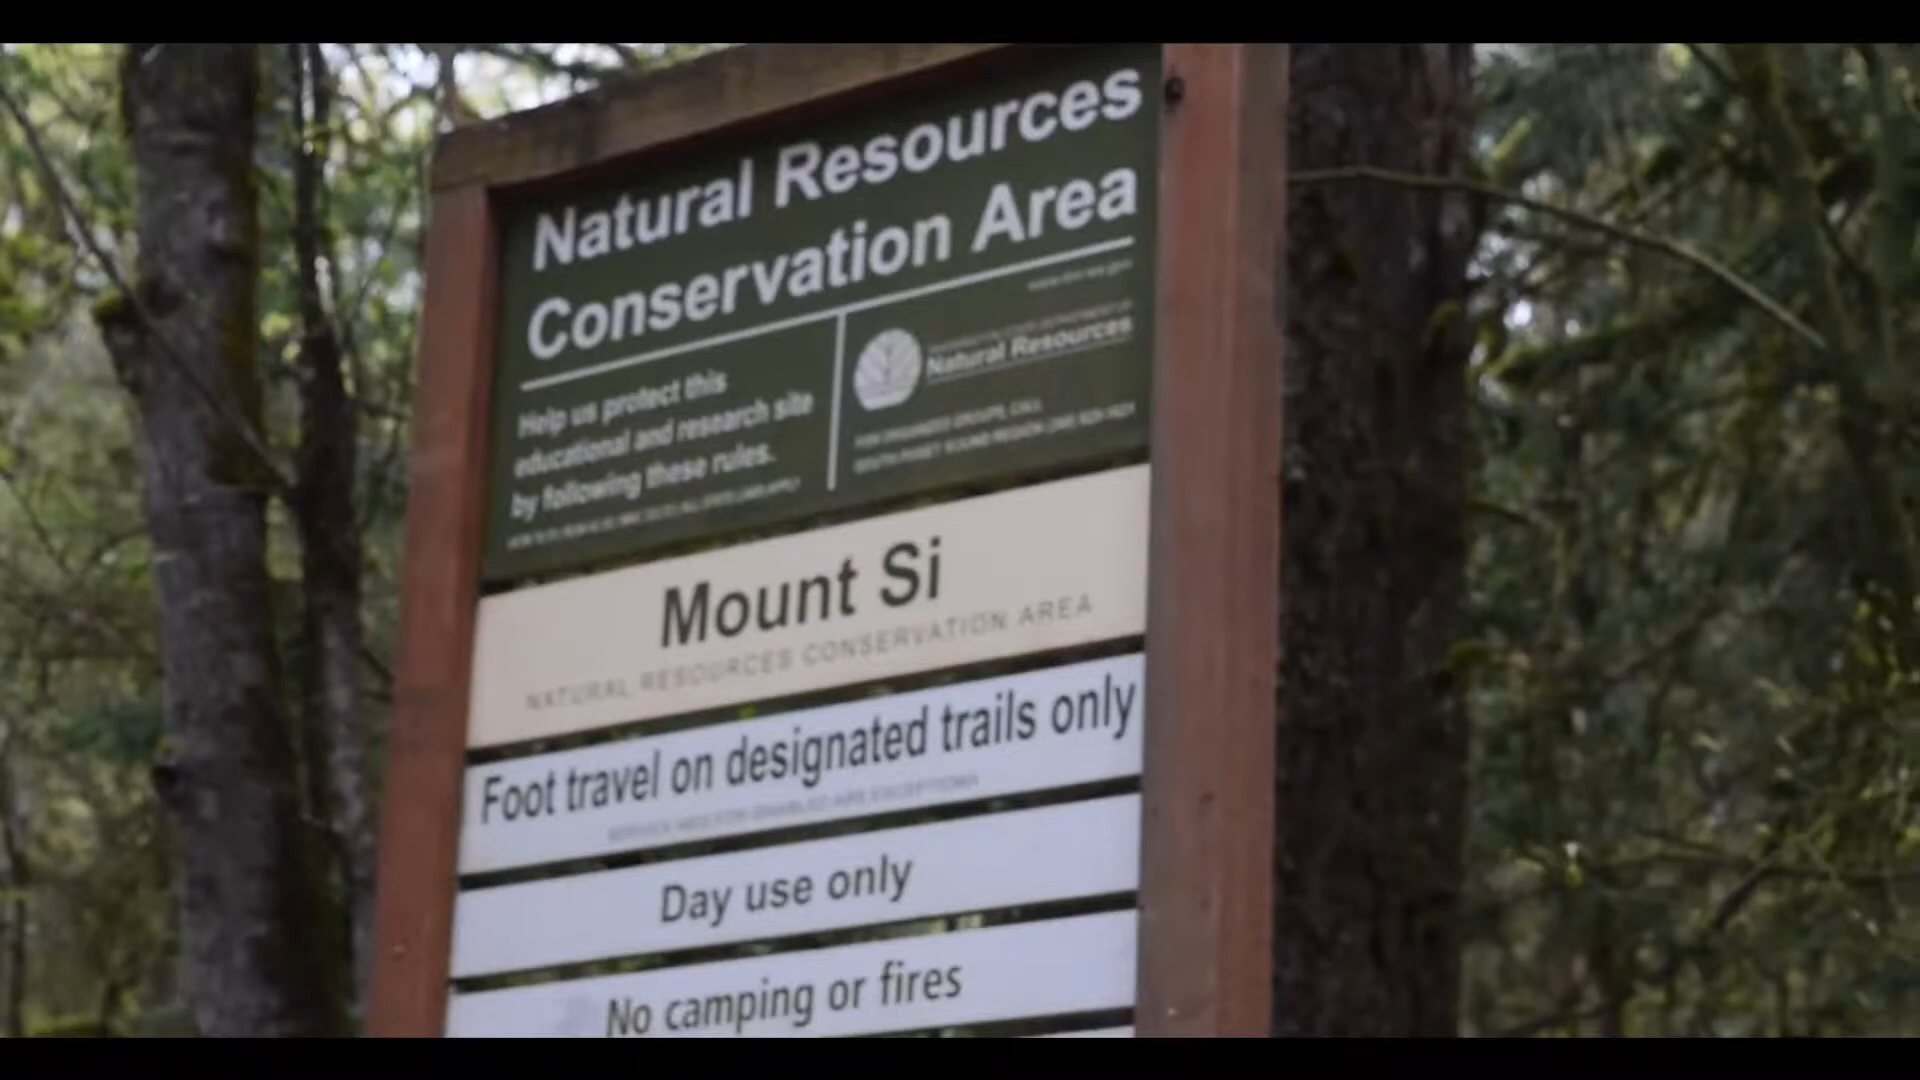 Natural Resources
Conservation Area
Help us protect this
educational and research site
by following these rules.
Natural Resources
Mount Si
NATURAL RESOURCES CONSERVATION AREA
Foot travel on designated trails only
Day use only
No camping or fires